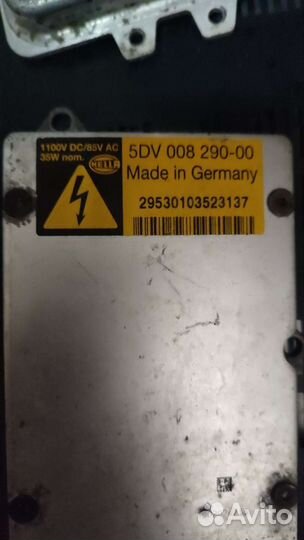 1100V DC/85V AC
35W nom.
HELLA
5DV 008 290-00
Made in Germany
29530103523137
Avito